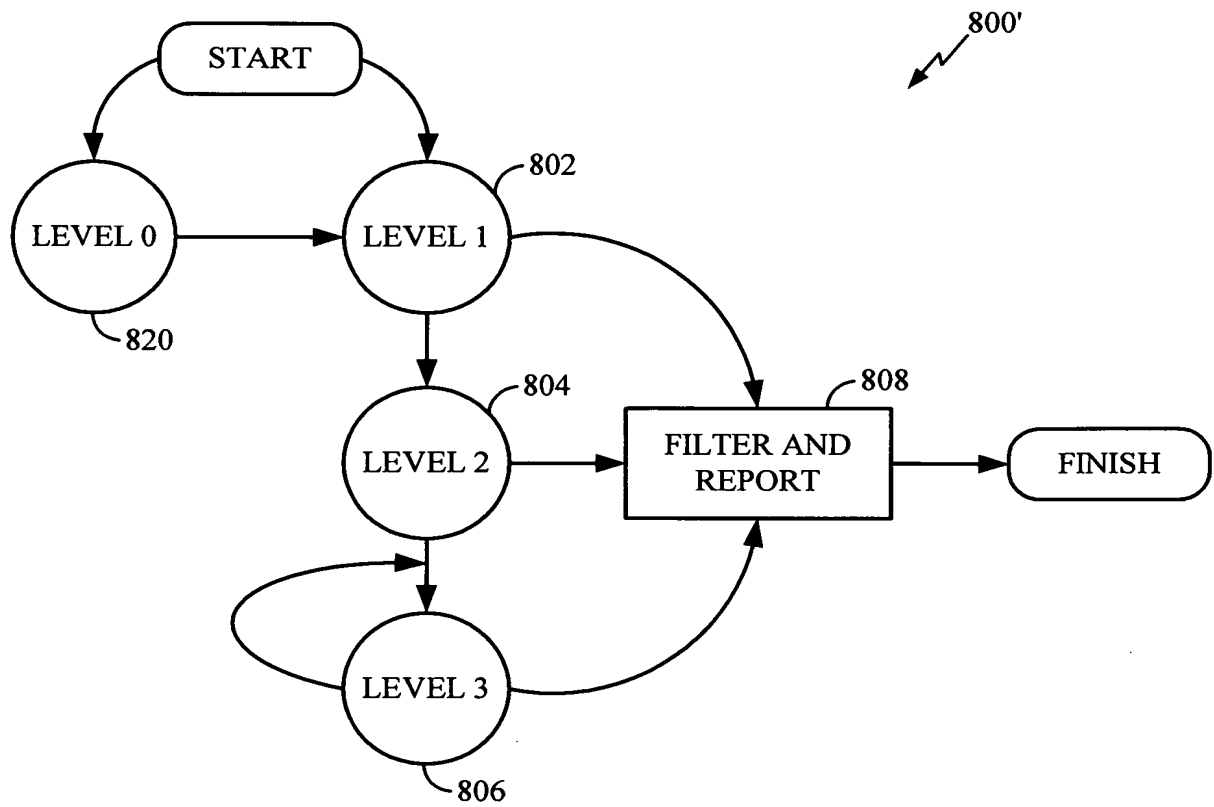 800'
START
802
LEVEL 0
LEVEL 1
820
804
808
LEVEL 2
FILTER AND
REPORT
FINISH
LEVEL 3
806